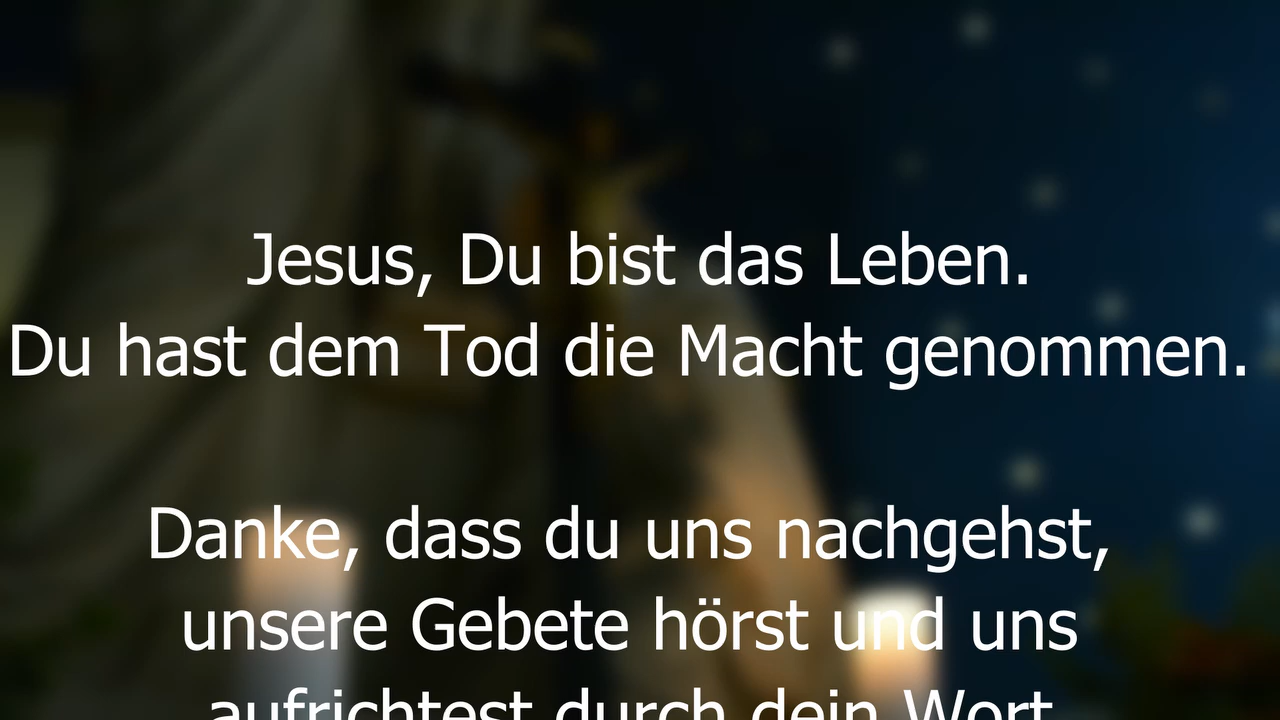 Jesus, Du bist das Leben.
Du hast dem Tod die Macht genommen.
Danke, dass du uns nachgehst,
unsere Gebete hörst und uns
aufrichtest durch dein Wort